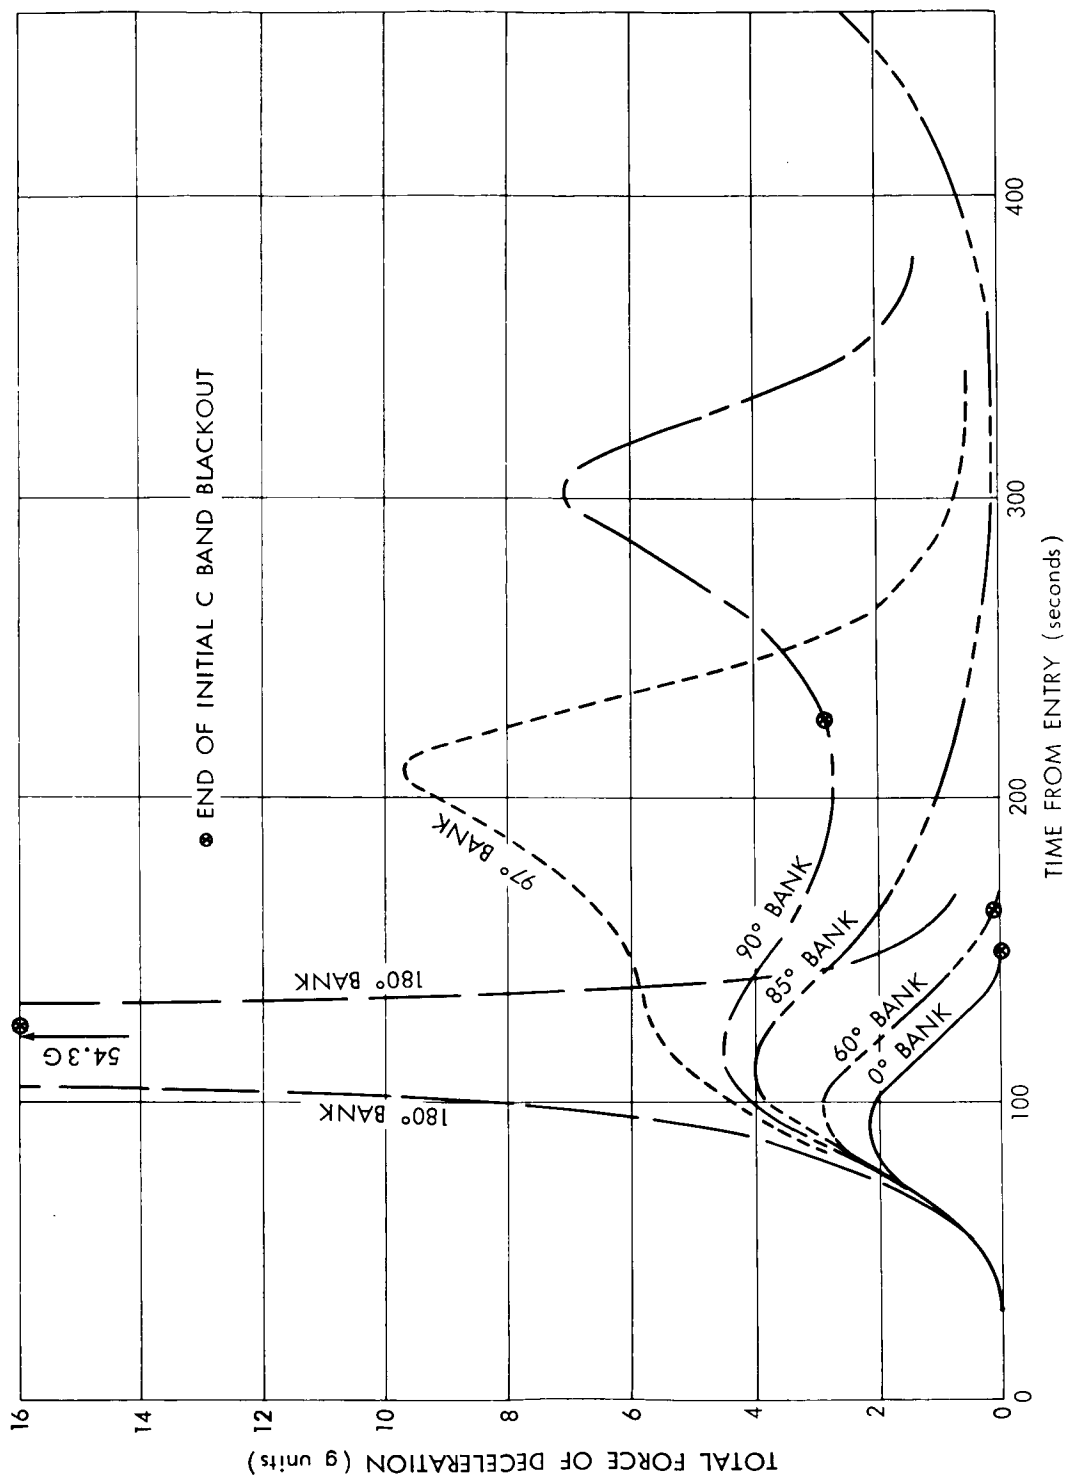 ⊗ END OF INITIAL C BAND BLACKOUT
54.3G
180° BANK
180° BANK
97° BANK
90° BANK
85° BANK
60° BANK
0° BANK
TOTAL FORCE OF DECELERATION (g units)
16
14
12
10
8
6
4
2
0
0
100
200
300
400
TIME FROM ENTRY (seconds)